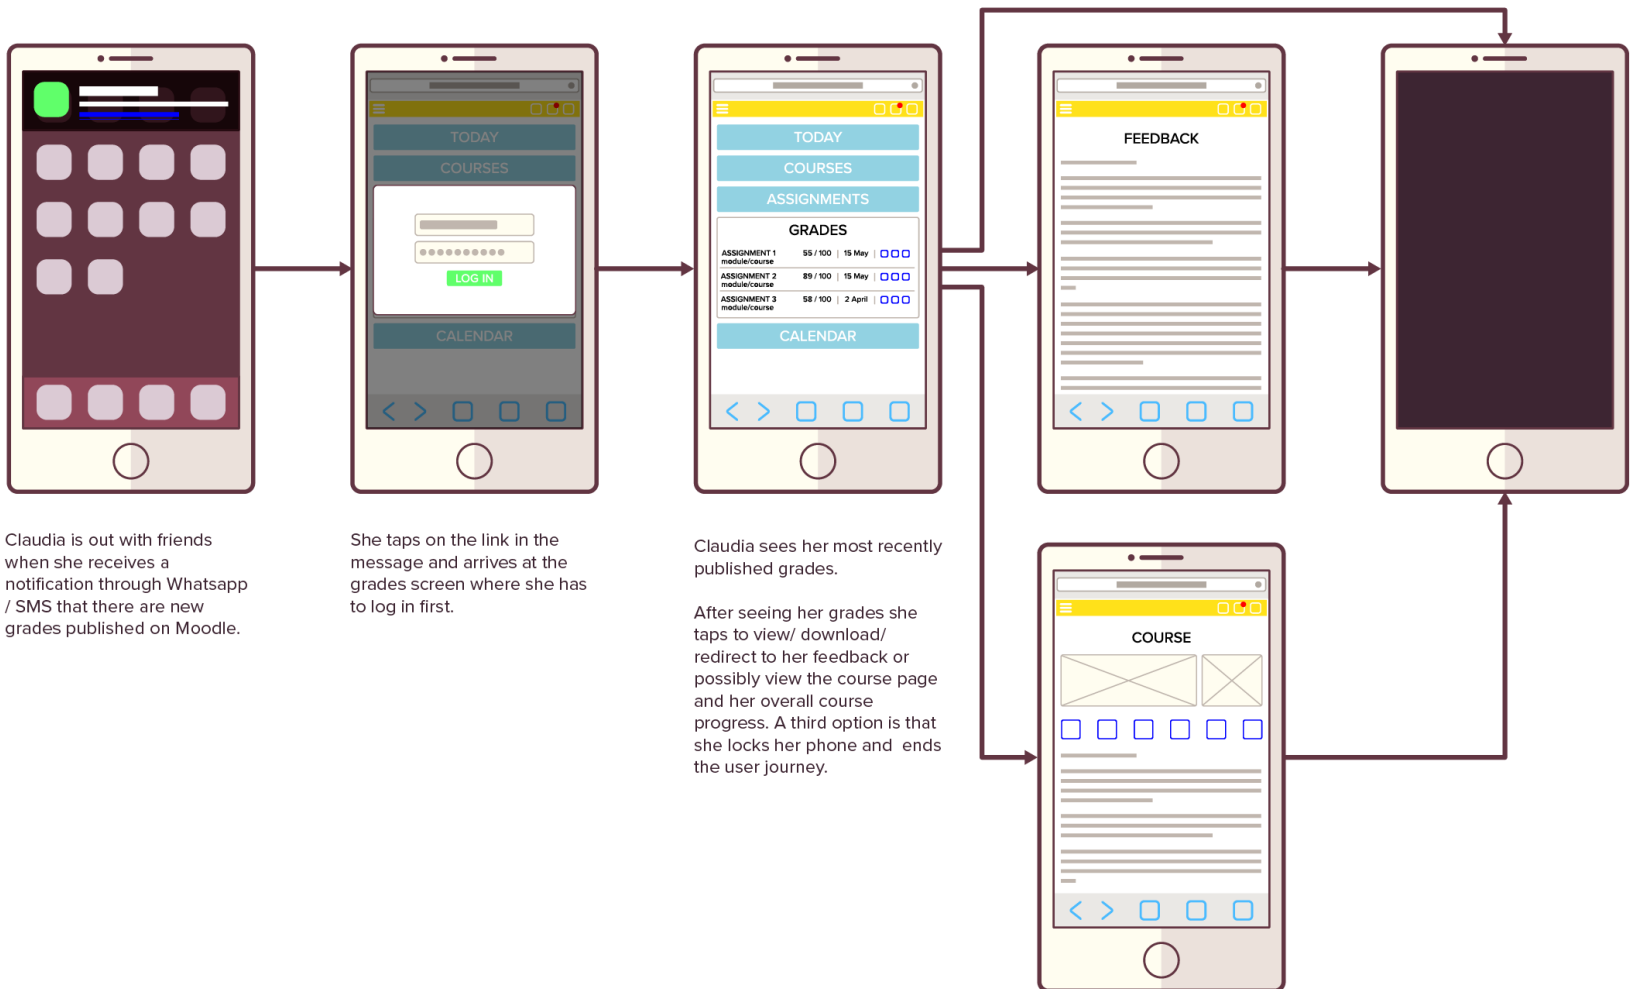 TODAY
COURSES
LOG IN
CALENDAR
TODAY
COURSES
ASSIGNMENTS
GRADES
ASSIGNMENT 1 55 / 100 | 15 May |
module/course
ASSIGNMENT 2 89 / 100 | 15 May |
module/course
ASSIGNMENT 3 58 / 100 | 2 April |
module/course
CALENDAR
FEEDBACK
Claudia is out with friends
when she receives a
notification through Whatsapp
/ SMS that there are new
grades published on Moodle.
She taps on the link in the
message and arrives at the
grades screen where she has
to log in first.
Claudia sees her most recently
published grades.
After seeing her grades she
taps to view/ download/
redirect to her feedback or
possibly view the course page
and her overall course
progress. A third option is that
she locks her phone and  ends
the user journey.
COURSE